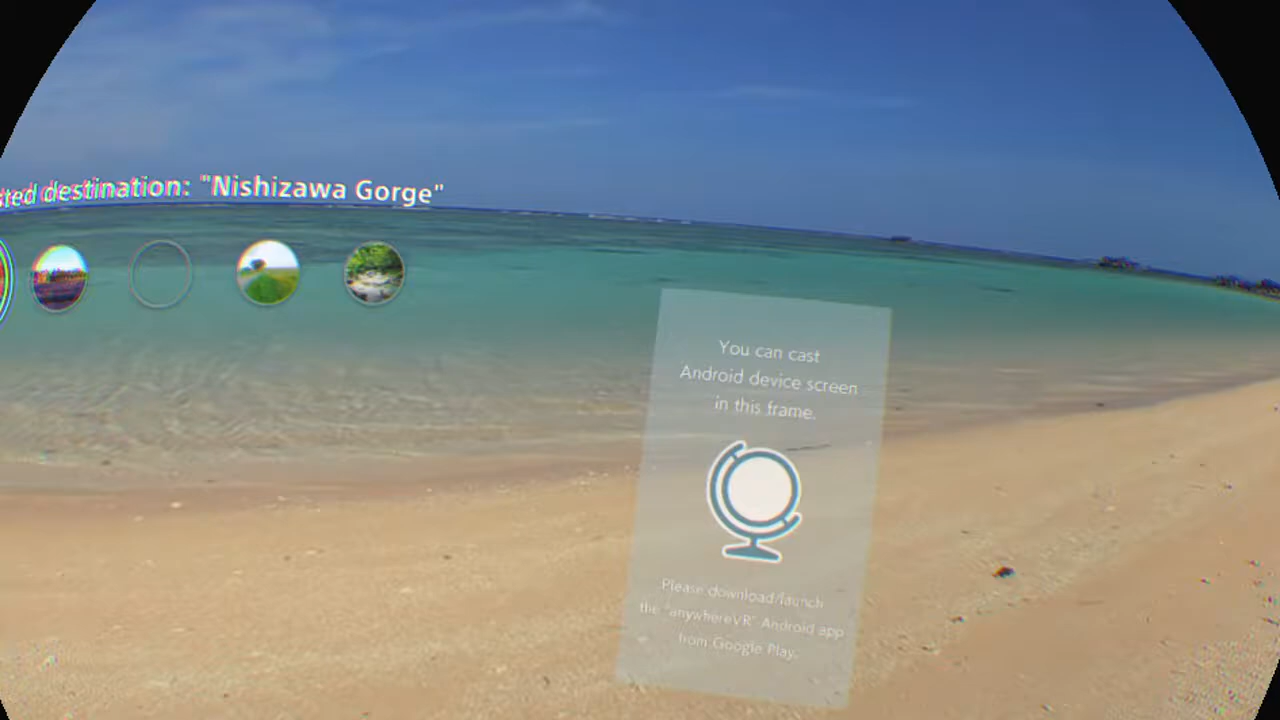 ted destination: "Nishizawa Gorge"
You can cast
Android device screen
in this frame.
Please download/launch
the "anywhereVR" Android app
from Google Play.